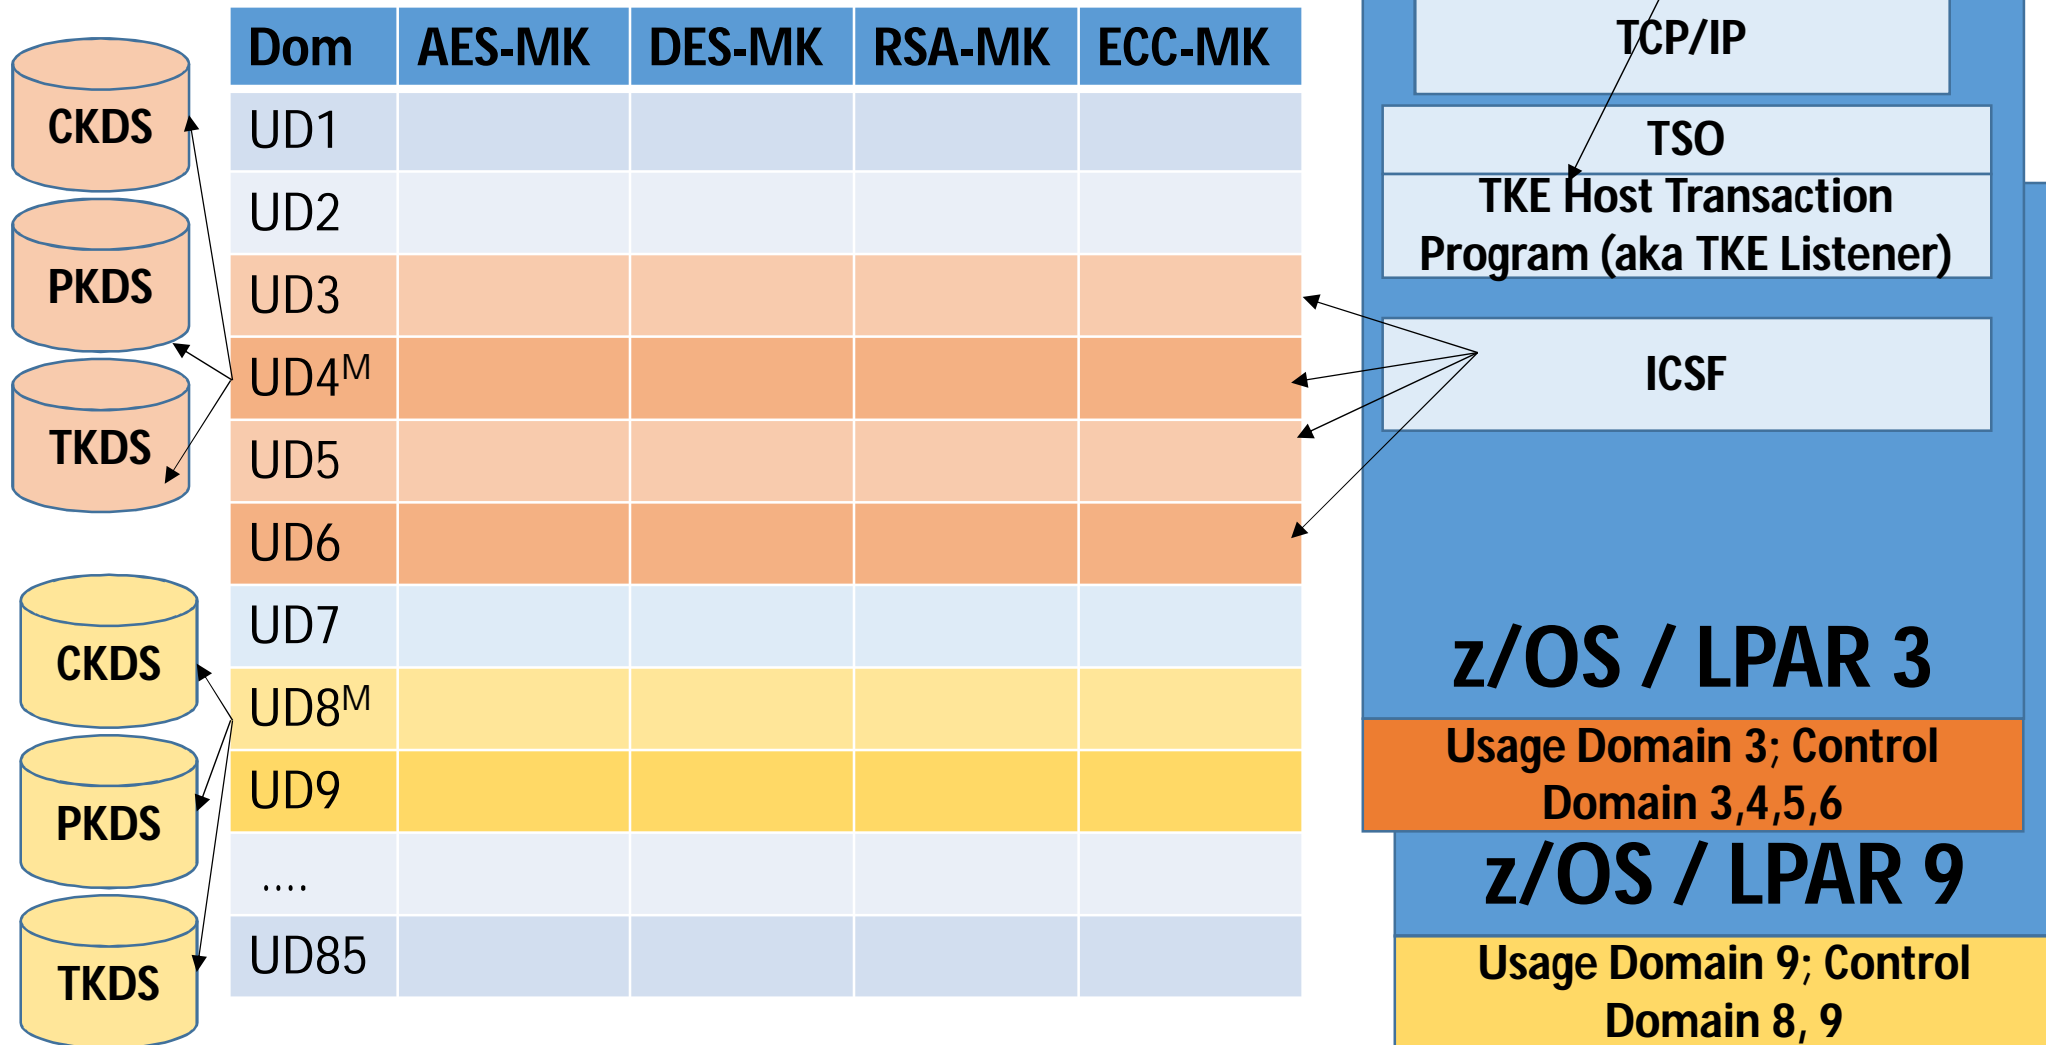 CKDS
PKDS
TKDS
CKDS
PKDS
TKDS
Dom AES-MK DES-MK RSA-MK ECC-MK
UD1
UD2
UD3
UD4M
UD5
UD6
UD7
UD8M
UD9
....
UD85
TCP/IP
TSO
TKE Host Transaction
Program (aka TKE Listener)
ICSF
z/OS / LPAR 3
Usage Domain 3; Control
Domain 3,4,5,6
z/OS / LPAR 9
Usage Domain 9; Control
Domain 8, 9